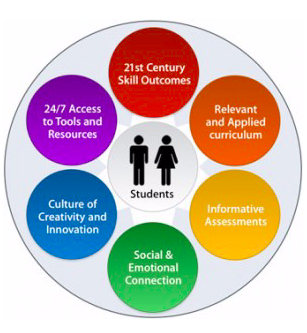 21st Century
Skill Outcomes
24/7 Access
to Tools and
Resources
Relevant
and Applied
curriculum
Students
Culture of
Creativity and
Innovation
Informative
Assessments
Social &
Emotional
Connection